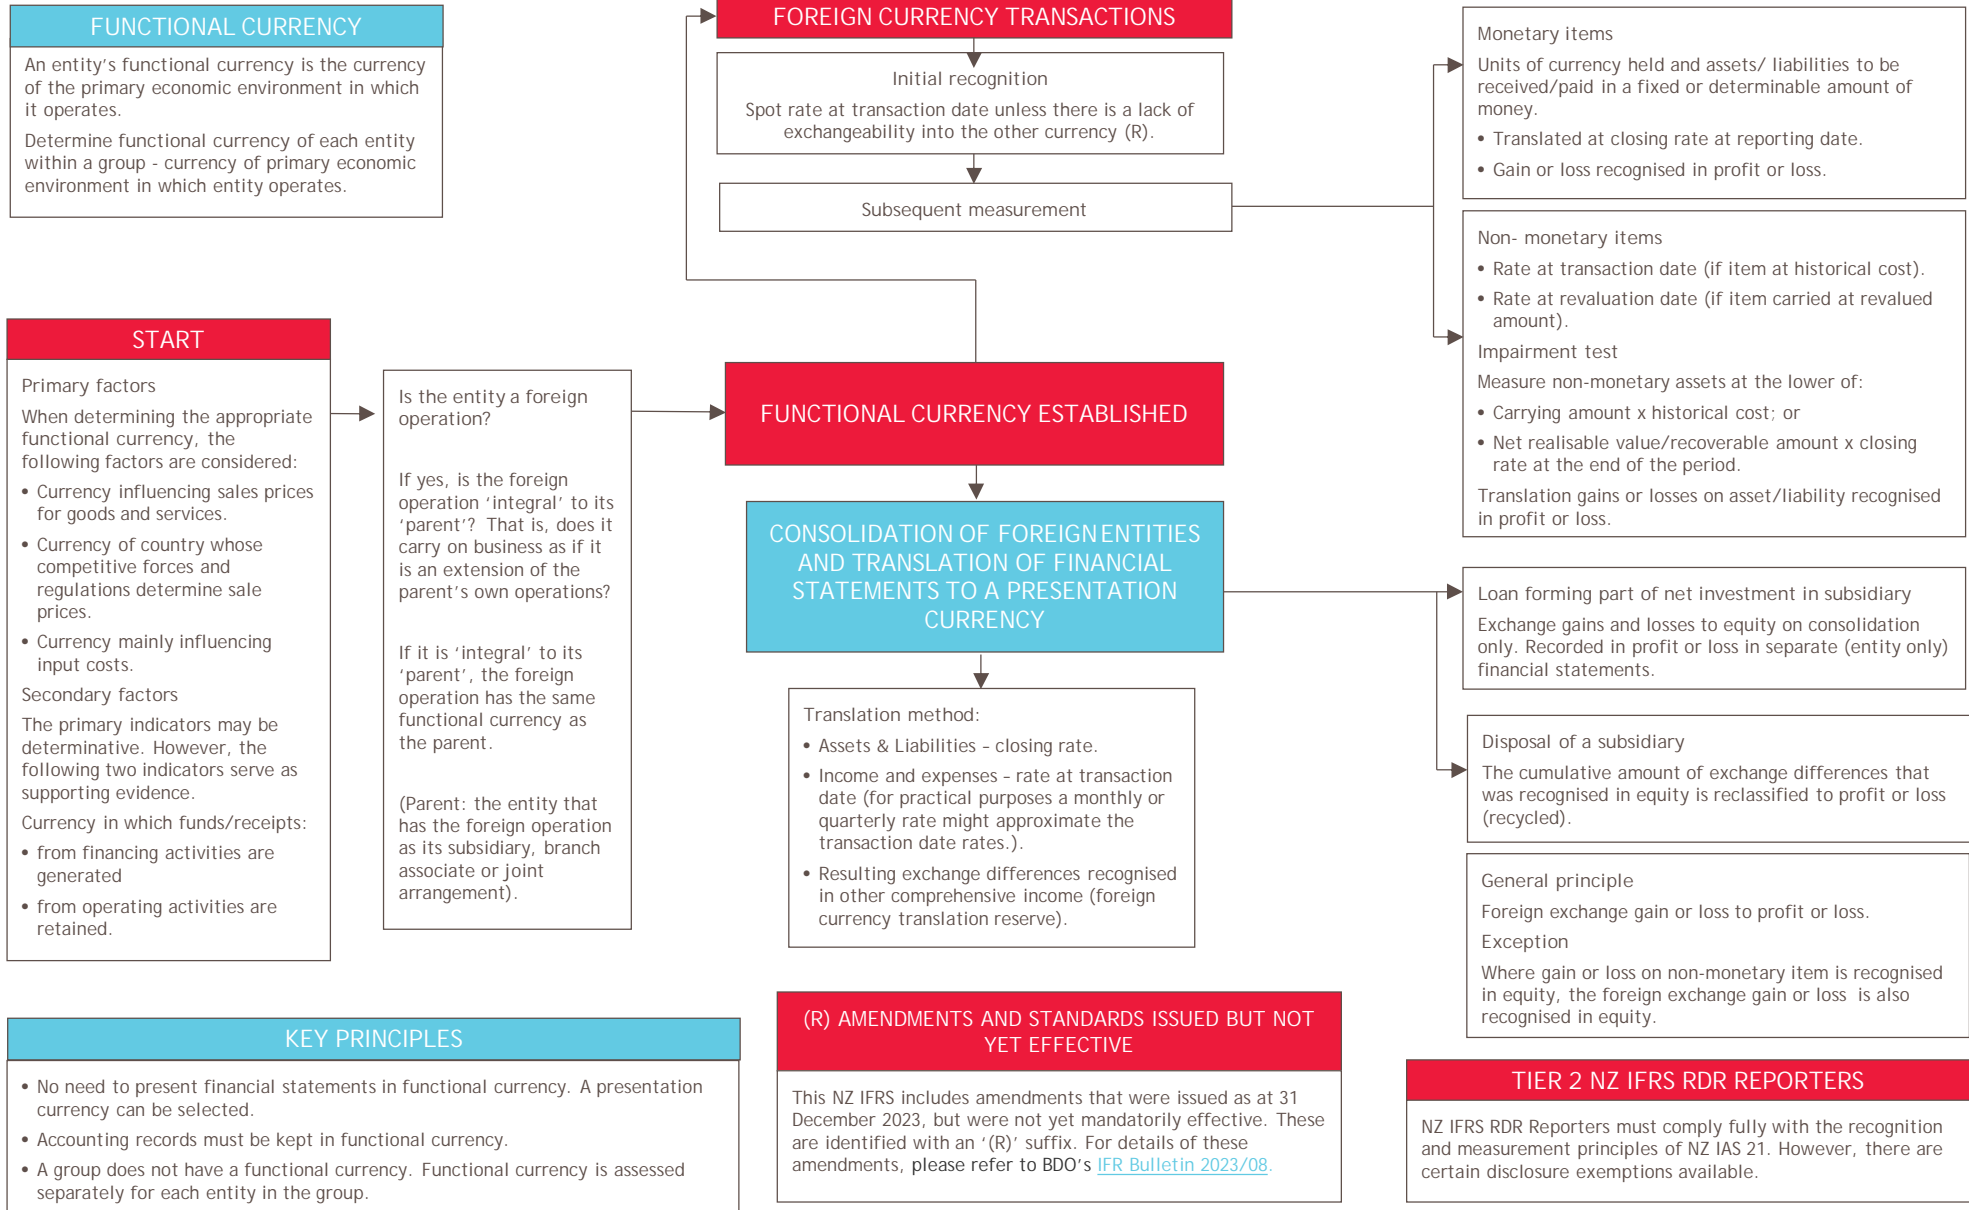 FUNCTIONAL CURRENCY
An entity's functional currency is the currency
of the primary economic environment in which
it operates.
Determine functional currency of each entity
within a group - currency of primary economic
environment in which entity operates.
FOREIGN CURRENCY TRANSACTIONS
Initial recognition
Spot rate at transaction date unless there is a lack of
exchangeability into the other currency (R).
Subsequent measurement
Monetary items
Units of currency held and assets/ liabilities to be
received/paid in a fixed or determinable amount of
money.
• Translated at closing rate at reporting date.
• Gain or loss recognised in profit or loss.
Non- monetary items
• Rate at transaction date (if item at historical cost).
• Rate at revaluation date (if item carried at revalued
amount).
Impairment test
Measure non-monetary assets at the lower of:
• Carrying amount x historical cost; or
• Net realisable value/recoverable amount x closing
rate at the end of the period.
Translation gains or losses on asset/liability recognised
in profit or loss.
START
Primary factors
When determining the appropriate
functional currency, the
following factors are considered:
• Currency influencing sales prices
for goods and services.
• Currency of country whose
competitive forces and
regulations determine sale
prices.
• Currency mainly influencing
input costs.
Secondary factors
The primary indicators may be
determinative. However, the
following two indicators serve as
supporting evidence.
Currency in which funds/receipts:
• from financing activities are
generated
• from operating activities are
retained.
Is the entity a foreign
operation?
If yes, is the foreign
operation ‘integral’ to its
‘parent’? That is, does it
carry on business as if it
is an extension of the
parent's own operations?
If it is ‘integral’ to its
‘parent’, the foreign
operation has the same
functional currency as
the parent.
(Parent: the entity that
has the foreign operation
as its subsidiary, branch
associate or joint
arrangement).
FUNCTIONAL CURRENCY ESTABLISHED
CONSOLIDATION OF FOREIGN ENTITIES
AND TRANSLATION OF FINANCIAL
STATEMENTS TO A PRESENTATION
CURRENCY
Translation method:
• Assets & Liabilities – closing rate.
• Income and expenses – rate at transaction
date (for practical purposes a monthly or
quarterly rate might approximate the
transaction date rates.).
• Resulting exchange differences recognised
in other comprehensive income (foreign
currency translation reserve).
Loan forming part of net investment in subsidiary
Exchange gains and losses to equity on consolidation
only. Recorded in profit or loss in separate (entity only)
financial statements.
Disposal of a subsidiary
The cumulative amount of exchange differences that
was recognised in equity is reclassified to profit or loss
(recycled).
General principle
Foreign exchange gain or loss to profit or loss.
Exception
Where gain or loss on non-monetary item is recognised
in equity, the foreign exchange gain or loss is also
recognised in equity.
KEY PRINCIPLES
• No need to present financial statements in functional currency. A presentation
currency can be selected.
• Accounting records must be kept in functional currency.
• A group does not have a functional currency. Functional currency is assessed
separately for each entity in the group.
(R) AMENDMENTS AND STANDARDS ISSUED BUT NOT
YET EFFECTIVE
This NZ IFRS includes amendments that were issued as at 31
December 2023, but were not yet mandatorily effective. These
are identified with an ‘(R)’ suffix. For details of these
amendments, please refer to BDO's IFR Bulletin 2023/08.
TIER 2 NZ IFRS RDR REPORTERS
NZ IFRS RDR Reporters must comply fully with the recognition
and measurement principles of NZ IAS 21. However, there are
certain disclosure exemptions available.